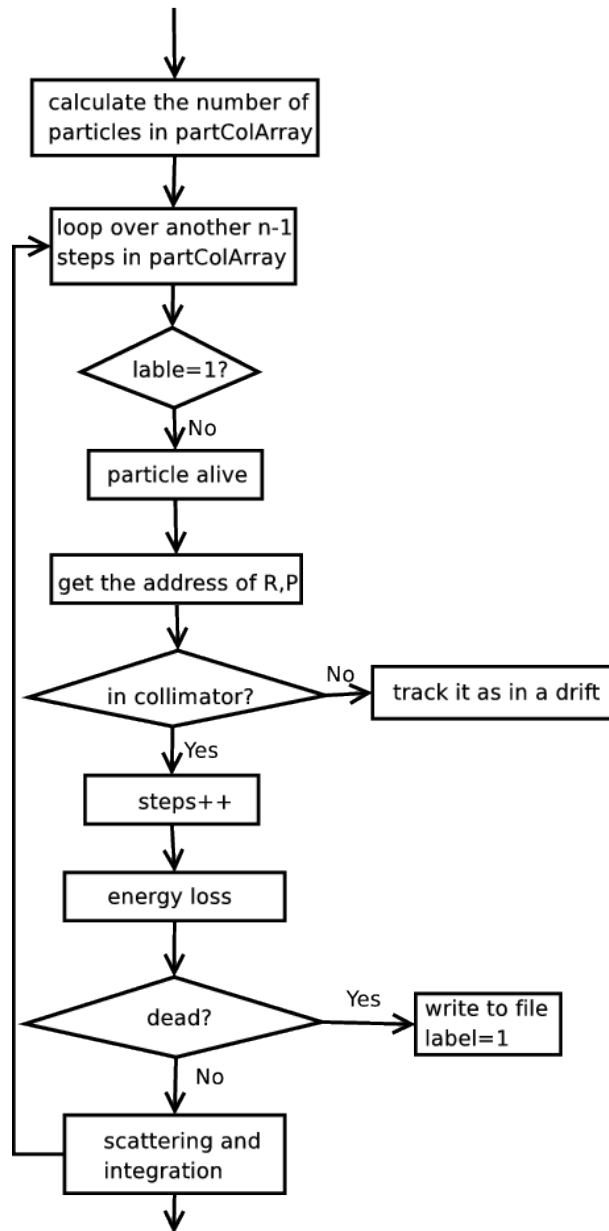 calculate the number of
particles in partColArray
loop over another n-1
steps in partColArray
lable=1?
No
particle alive
get the address of R,P
in collimator?
No
track it as in a drift
Yes
steps++
energy loss
dead?
Yes
write to file
label=1
No
scattering and
integration